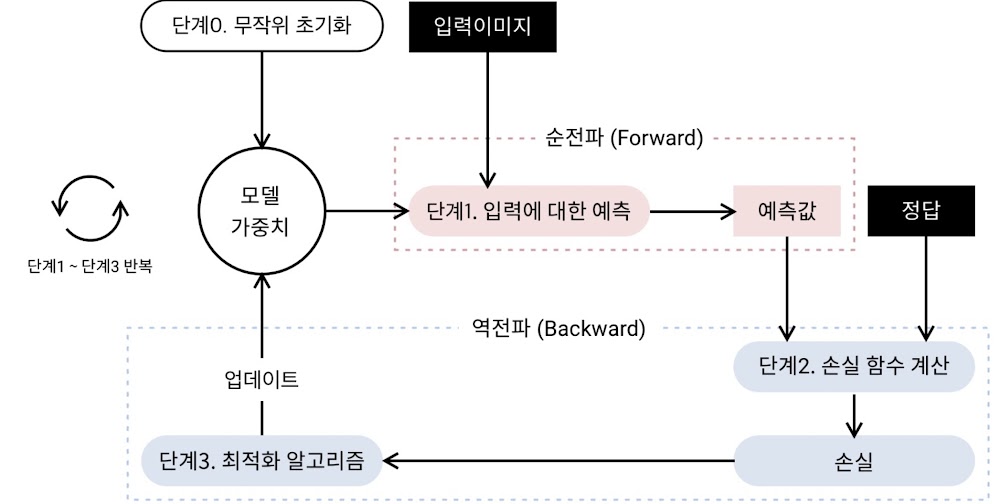 단계0. 무작위 초기화
입력이미지
순전파 (Forward)
모델
가중치
단계1. 입력에 대한 예측
예측값
정답
단계1 ~ 단계3 반복
역전파 (Backward)
단계2. 손실 함수 계산
업데이트
단계3. 최적화 알고리즘
손실